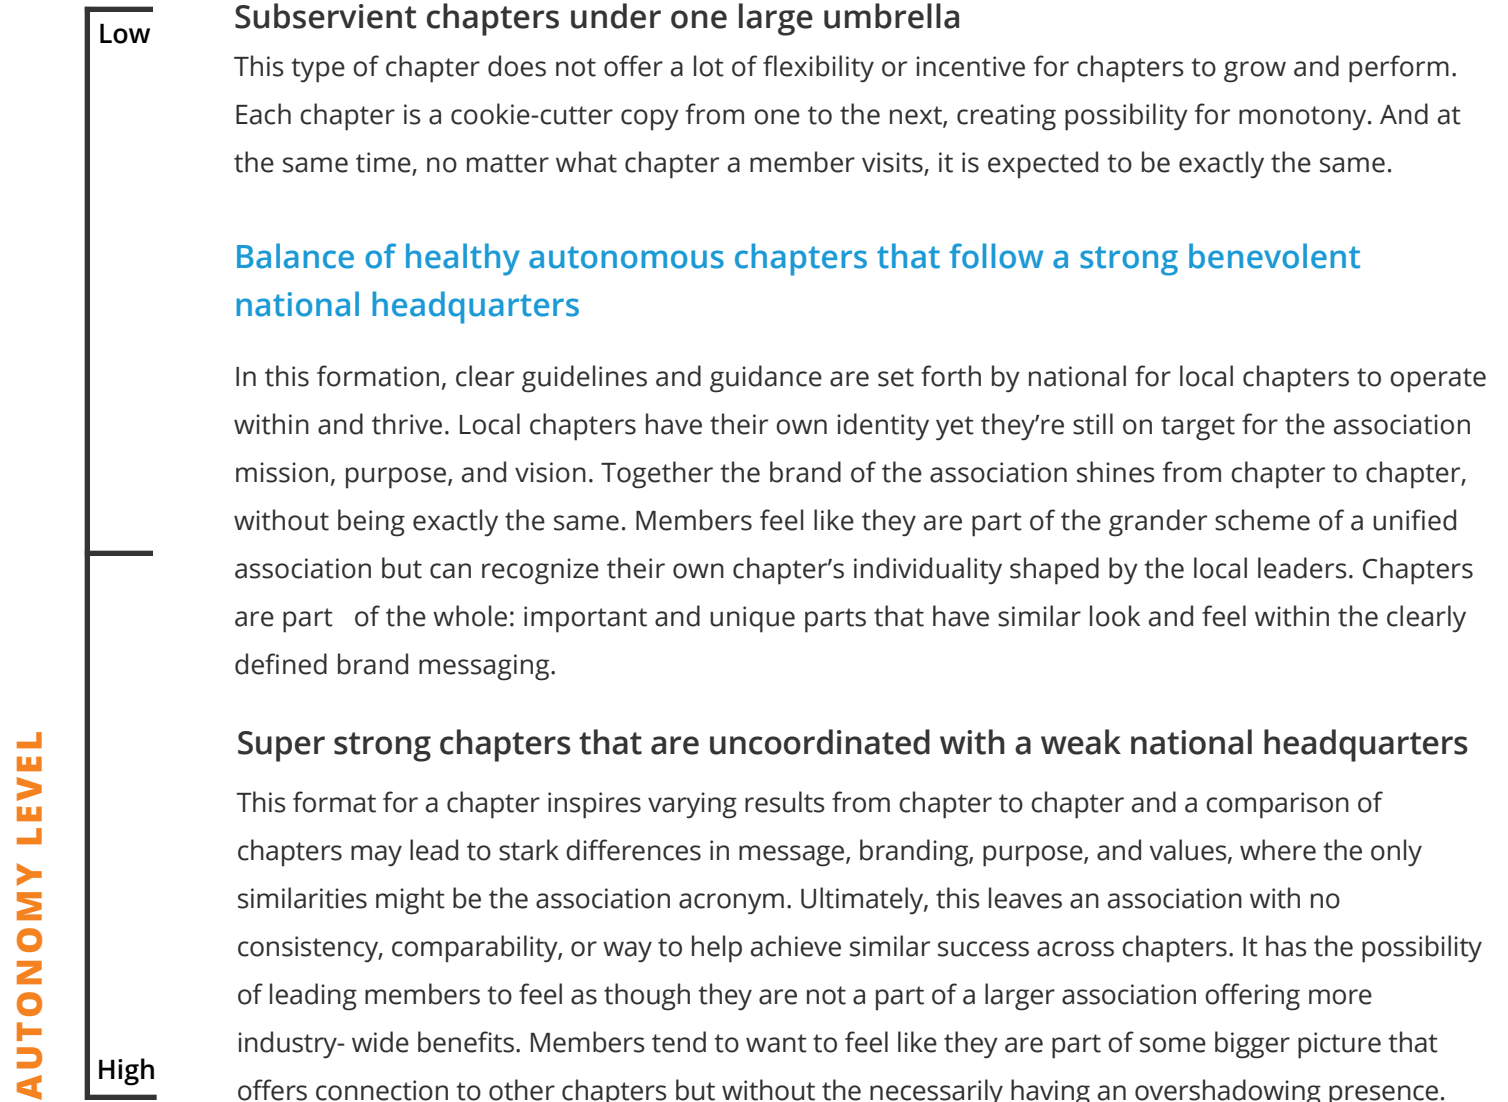 Low
Subservient chapters under one large umbrella
This type of chapter does not offer a lot of flexibility or incentive for chapters to grow and perform.
Each chapter is a cookie-cutter copy from one to the next, creating possibility for monotony. And at
the same time, no matter what chapter a member visits, it is expected to be exactly the same.
Balance of healthy autonomous chapters that follow a strong benevolent
national headquarters
In this formation, clear guidelines and guidance are set forth by national for local chapters to operate
within and thrive. Local chapters have their own identity yet they’re still on target for the association
mission, purpose, and vision. Together the brand of the association shines from chapter to chapter,
without being exactly the same. Members feel like they are part of the grander scheme of a unified
association but can recognize their own chapter’s individuality shaped by the local leaders. Chapters
are part of the whole: important and unique parts that have similar look and feel within the clearly
defined brand messaging.
AUTONOMY LEVEL
Super strong chapters that are uncoordinated with a weak national headquarters
This format for a chapter inspires varying results from chapter to chapter and a comparison of
chapters may lead to stark differences in message, branding, purpose, and values, where the only
similarities might be the association acronym. Ultimately, this leaves an association with no
consistency, comparability, or way to help achieve similar success across chapters. It has the possibility
of leading members to feel as though they are not a part of a larger association offering more
industry- wide benefits. Members tend to want to feel like they are part of some bigger picture that
High
offers connection to other chapters but without the necessarily having an overshadowing presence.